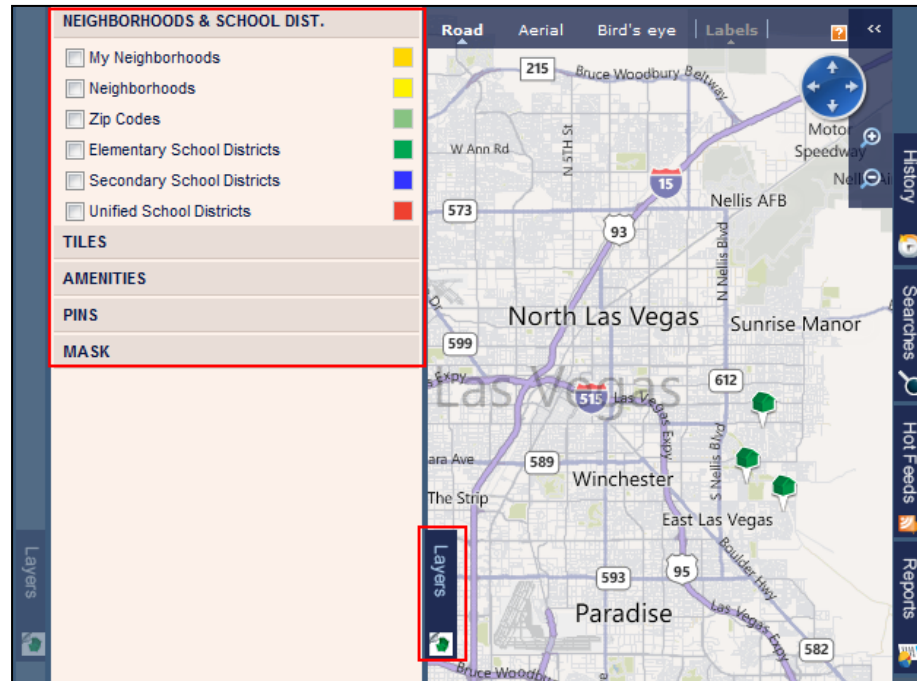 NEIGHBORHOODS & SCHOOL DIST.
My Neighborhoods
Neighborhoods
Zip Codes
Elementary School Districts
Secondary School Districts
Unified School Districts
TILES
AMENITIES
PINS
MASK
Layers
Road Aerial Bird's eye Labels ? <<
215 Bruce Woodbury Beltway
Motor
Speedway
W Ann Rd
N 5TH St
15
Nellis AFB
573
93
N Nellis Blvd
North Las Vegas
Sunrise Manor
599
Las Vegas
612
515 Las Vegas Expy
S Nellis Blvd
589
Winchester
The Strip
East Las Vegas
Layers
Boulder Hwy
593
95
Paradise
582
Bruce Woodbury
History
Searches
Hot Feeds
Reports